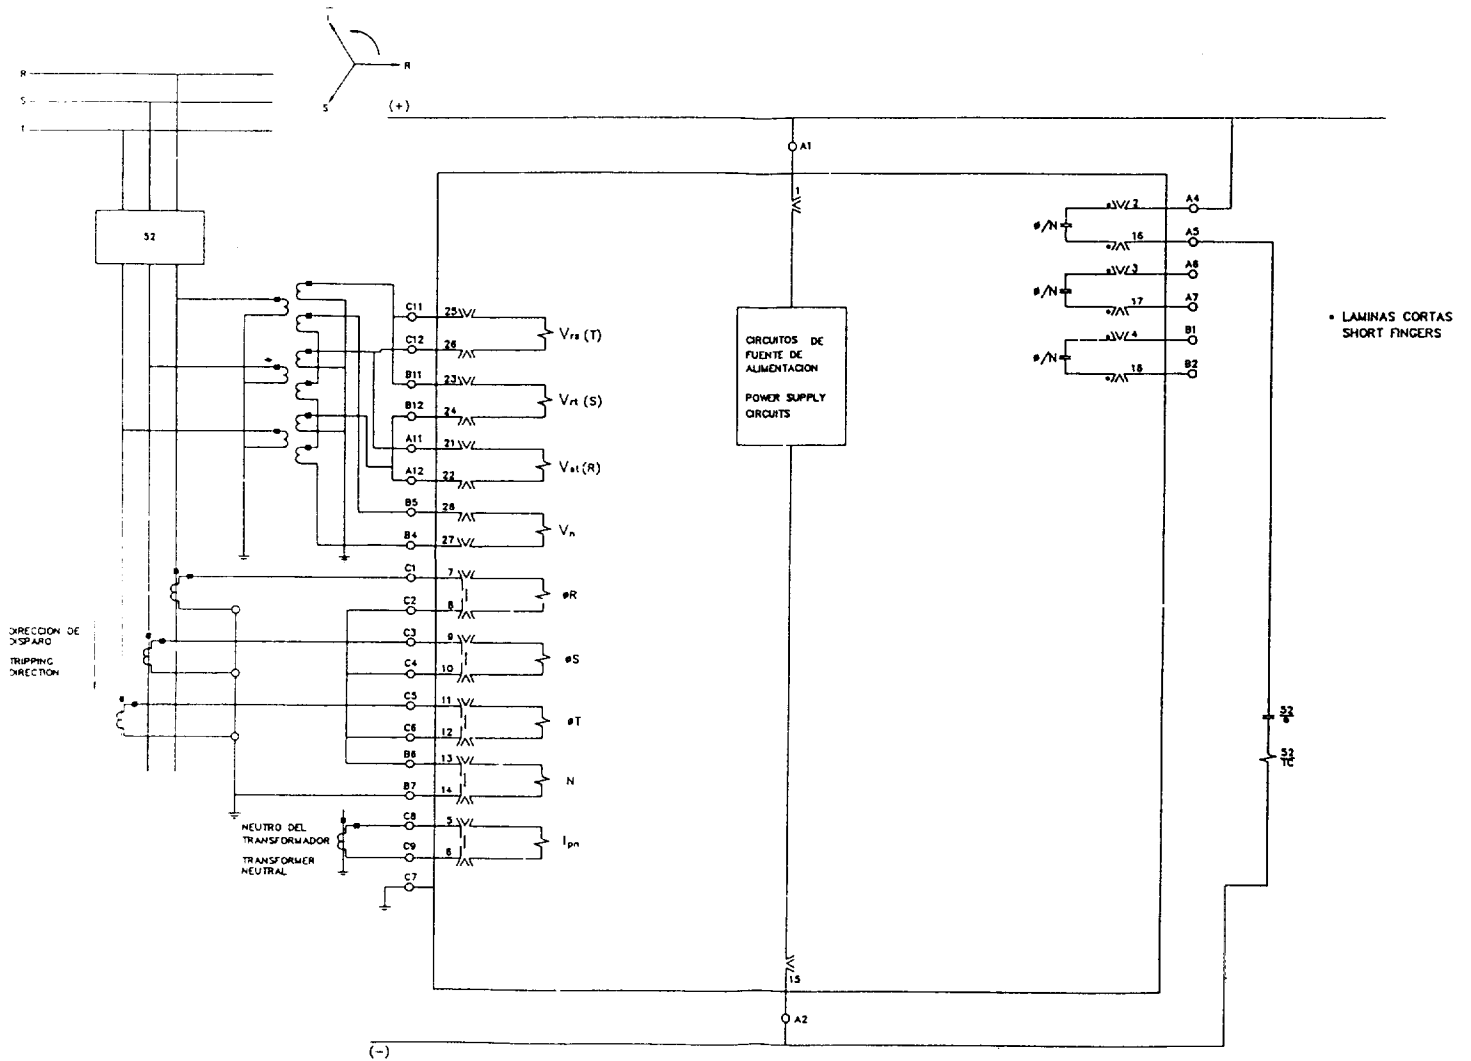 T
R
S
R
S
T
(+)
A1
1
52
2
A4
ø/N
16
A5
3
A6
ø/N
17
A7
4
B1
ø/N
18
B2
• LAMINAS CORTAS
SHORT FINGERS
CIRCUITOS DE
FUENTE DE
ALIMENTACION
POWER SUPPLY
CIRCUITS
C11
25
Vrs (T)
C12
26
B11
23
Vrt (S)
B12
24
A11
21
Vst (R)
A12
22
B5
28
Vn
B4
27
C1
7
øR
C2
8
C3
9
øS
C4
10
C5
11
øT
C6
12
B6
13
N
B7
14
C8
5
Ipn
C9
6
C7
DIRECCION DE
DISPARO
TRIPPING
DIRECTION
NEUTRO DEL
TRANSFORMADOR
TRANSFORMER
NEUTRAL
52
52
TC
15
A2
(-)